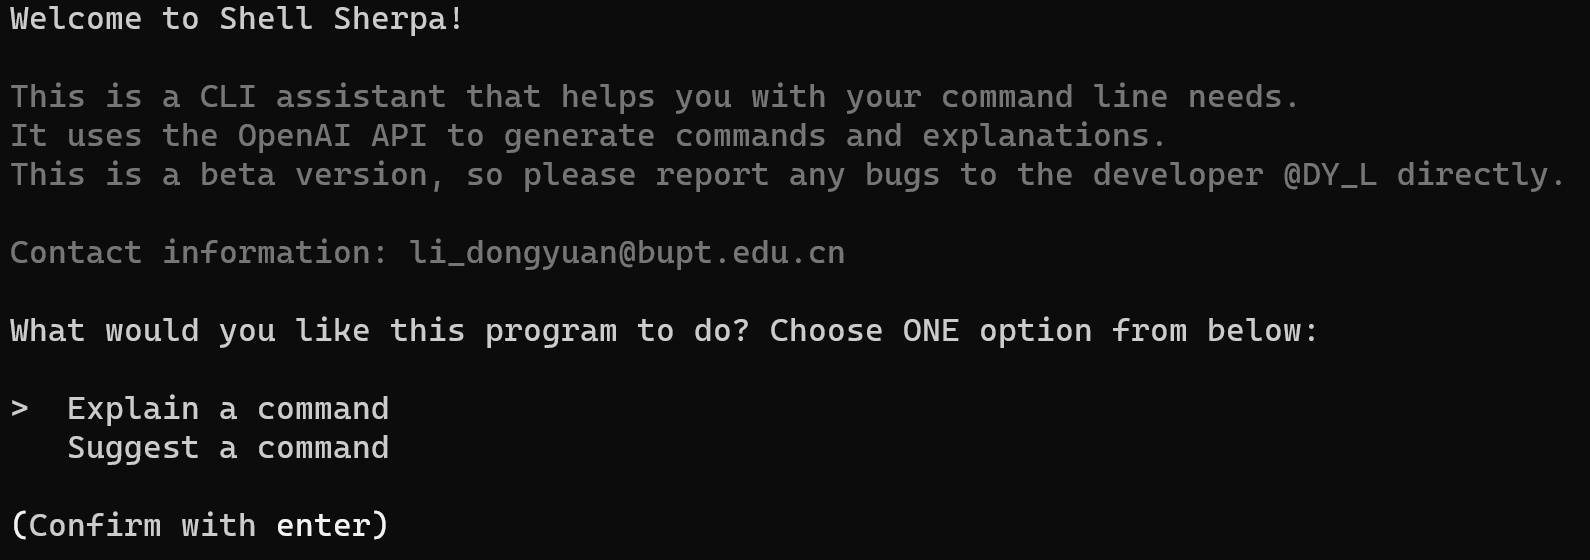 Welcome to Shell Sherpa!
This is a CLI assistant that helps you with your command line needs.
It uses the OpenAI API to generate commands and explanations.
This is a beta version, so please report any bugs to the developer @DY_L directly.
Contact information: li_dongyuan@bupt.edu.cn
What would you like this program to do? Choose ONE option from below:
>  Explain a command
   Suggest a command
(Confirm with enter)